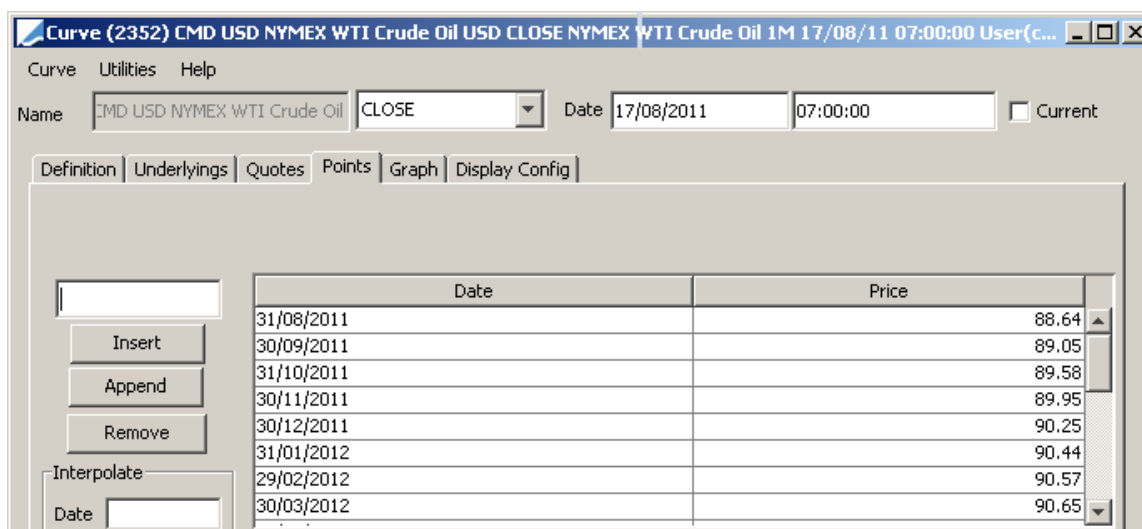 Curve (2352) CMD USD NYMEX WTI Crude Oil USD CLOSE NYMEX WTI Crude Oil 1M 17/08/11 07:00:00 User(c...
Curve Utilities Help
Name CMD USD NYMEX WTI Crude Oil CLOSE Date 17/08/2011 07:00:00 Current
Definition Underlyings Quotes Points Graph Display Config
Date Price
31/08/2011 88.64
Insert
30/09/2011 89.05
31/10/2011 89.58
Append
30/11/2011 89.95
Remove
30/12/2011 90.25
31/01/2012 90.44
Interpolate
29/02/2012 90.57
Date
30/03/2012 90.65